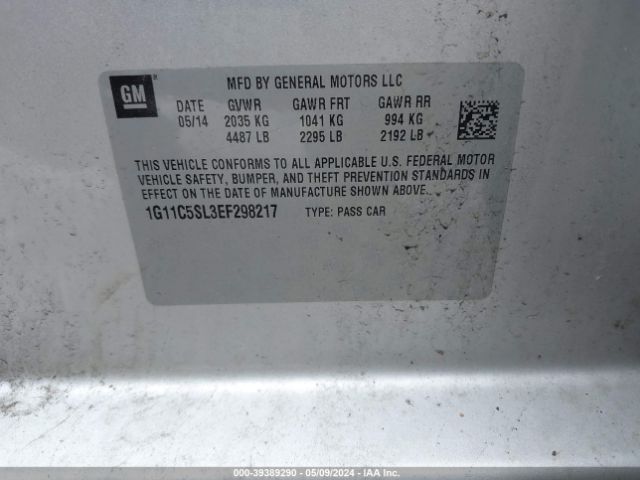 GM
MFD BY GENERAL MOTORS LLC
DATE GVWR GAWR FRT GAWR RR
05/14 2035 KG 1041 KG 994 KG
4487 LB 2295 LB 2192 LB
THIS VEHICLE CONFORMS TO ALL APPLICABLE U.S. FEDERAL MOTOR
VEHICLE SAFETY, BUMPER, AND THEFT PREVENTION STANDARDS IN
EFFECT ON THE DATE OF MANUFACTURE SHOWN ABOVE.
1G11C5SL3EF298217 TYPE: PASS CAR
000-39389290 - 05/09/2024 - IAA Inc.